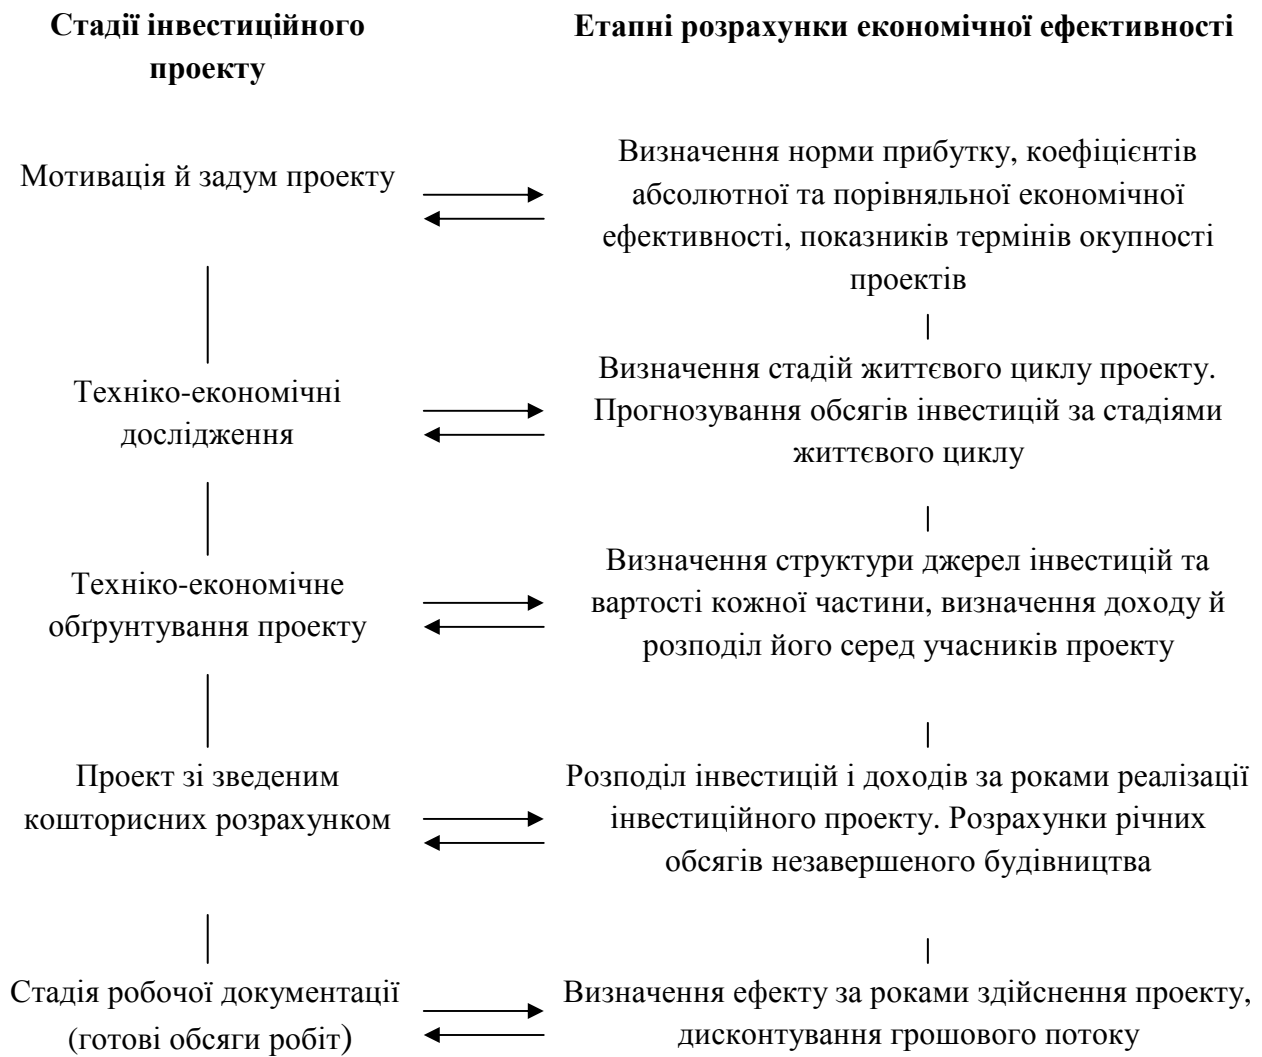 Стадії інвестиційного
проекту
Етапні розрахунки економічної ефективності
Мотивація й задум проекту
Визначення норми прибутку, коефіцієнтів
абсолютної та порівняльної економічної
ефективності, показників термінів окупності
проектів
Техніко-економічні
дослідження
Визначення стадій життєвого циклу проекту.
Прогнозування обсягів інвестицій за стадіями
життєвого циклу
Техніко-економічне
обґрунтування проекту
Визначення структури джерел інвестицій та
вартості кожної частини, визначення доходу й
розподіл його серед учасників проекту
Проект зі зведеним
кошторисних розрахунком
Розподіл інвестицій і доходів за роками реалізації
інвестиційного проекту. Розрахунки річних
обсягів незавершеного будівництва
Стадія робочої документації
(готові обсяги робіт)
Визначення ефекту за роками здійснення проекту,
дисконтування грошового потоку